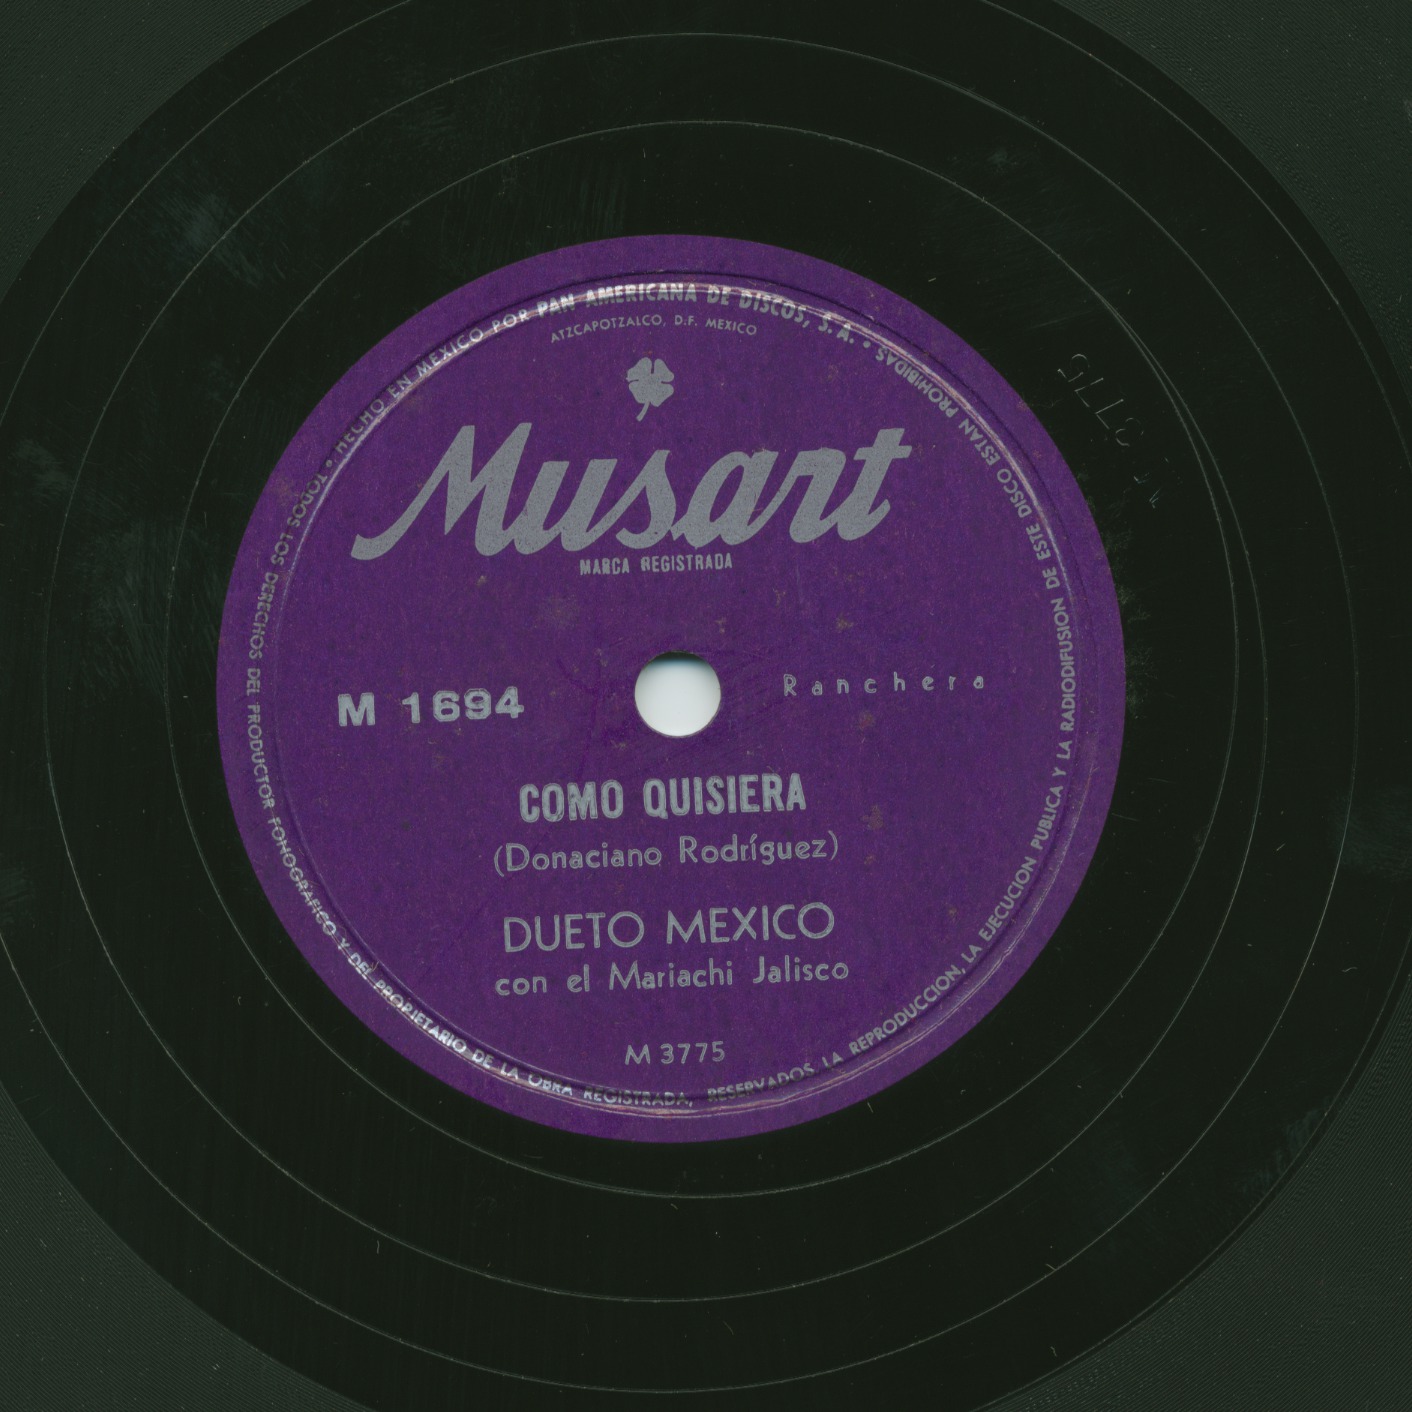 HECHO EN MEXICO POR PAN AMERICANA DE DISCOS, S. A. • PROHIBIDAS
ATZCAPOTZALCO, D.F. MEXICO
Musart
MARCA REGISTRADA
M 1694
Ranchera
COMO QUISIERA
(Donaciano Rodríguez)
DUETO MEXICO
con el Mariachi Jalisco
M 3775
TODOS LOS DERECHOS DEL PRODUCTOR FONOGRÁFICO Y DEL PROPIETARIO DE LA OBRA REGISTRADA, RESERVADOS. LA REPRODUCCION, LA EJECUCION PUBLICA Y LA RADIODIFUSION DE ESTE DISCO ESTAN
3775